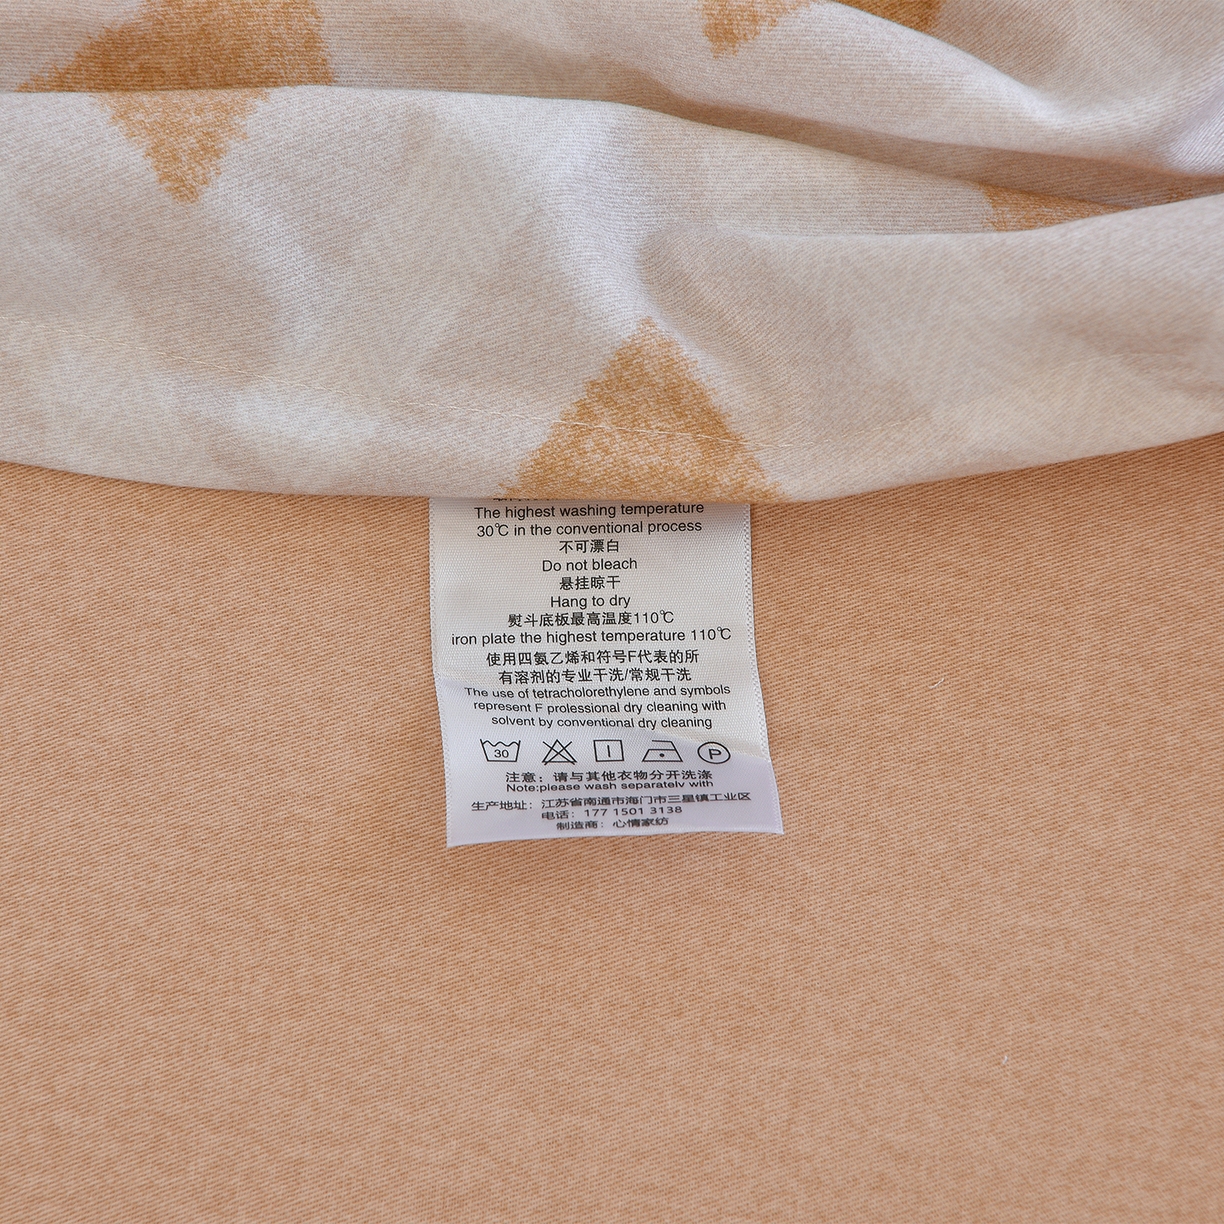 The highest washing temperature
30℃ in the conventional process
不可漂白
Do not bleach
悬挂晾干
Hang to dry
熨斗底板最高温度110℃
iron plate the highest temperature 110℃
使用四氨乙烯和符号F代表的所
有溶剂的专业干洗/常规干洗
The use of tetracholorethylene and symbols
represent F prolessional dry cleaning with
solvent by conventional dry cleaning
30 P
注意：请与其他衣物分开洗涤
Note:please wash separately with
生产地址：江苏省南通市海门市三星镇工业区
电话：177 1501 3138
制造商：心情家纺